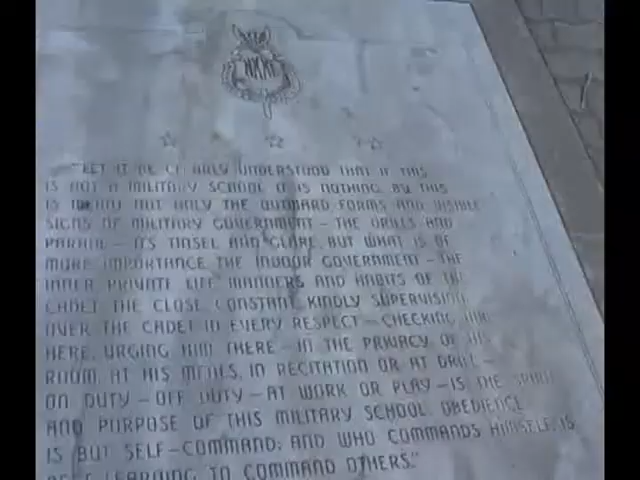 "LET IT BE CLEARLY UNDERSTOOD THAT IF THIS
IS NOT A MILITARY SCHOOL IT IS NOTHING. BY THIS
IS MEANT NOT ONLY THE OUTWARD FORMS AND VISIBLE
SIGNS OF MILITARY GOVERNMENT – THE DRILLS AND
PARADE – ITS TINSEL AND GLARE, BUT WHAT IS OF
MORE IMPORTANCE THE INDOOR GOVERNMENT – THE
INNER PRIVATE LIFE MANNERS AND HABITS OF THE
CADET THE CLOSE CONSTANT, KINDLY SUPERVISION
OVER THE CADET IN EVERY RESPECT – CHECKING HIM
HERE, URGING HIM THERE – IN THE PRIVACY OF HIS
ROOM, AT HIS MEALS, IN RECITATION OR AT DRILL –
ON DUTY – OFF DUTY – AT WORK OR PLAY – IS THE SPIRIT
AND PURPOSE OF THIS MILITARY SCHOOL. OBEDIENCE
IS BUT SELF-COMMAND; AND WHO COMMANDS HIMSELF, IS
BEST LEARNING TO COMMAND OTHERS."